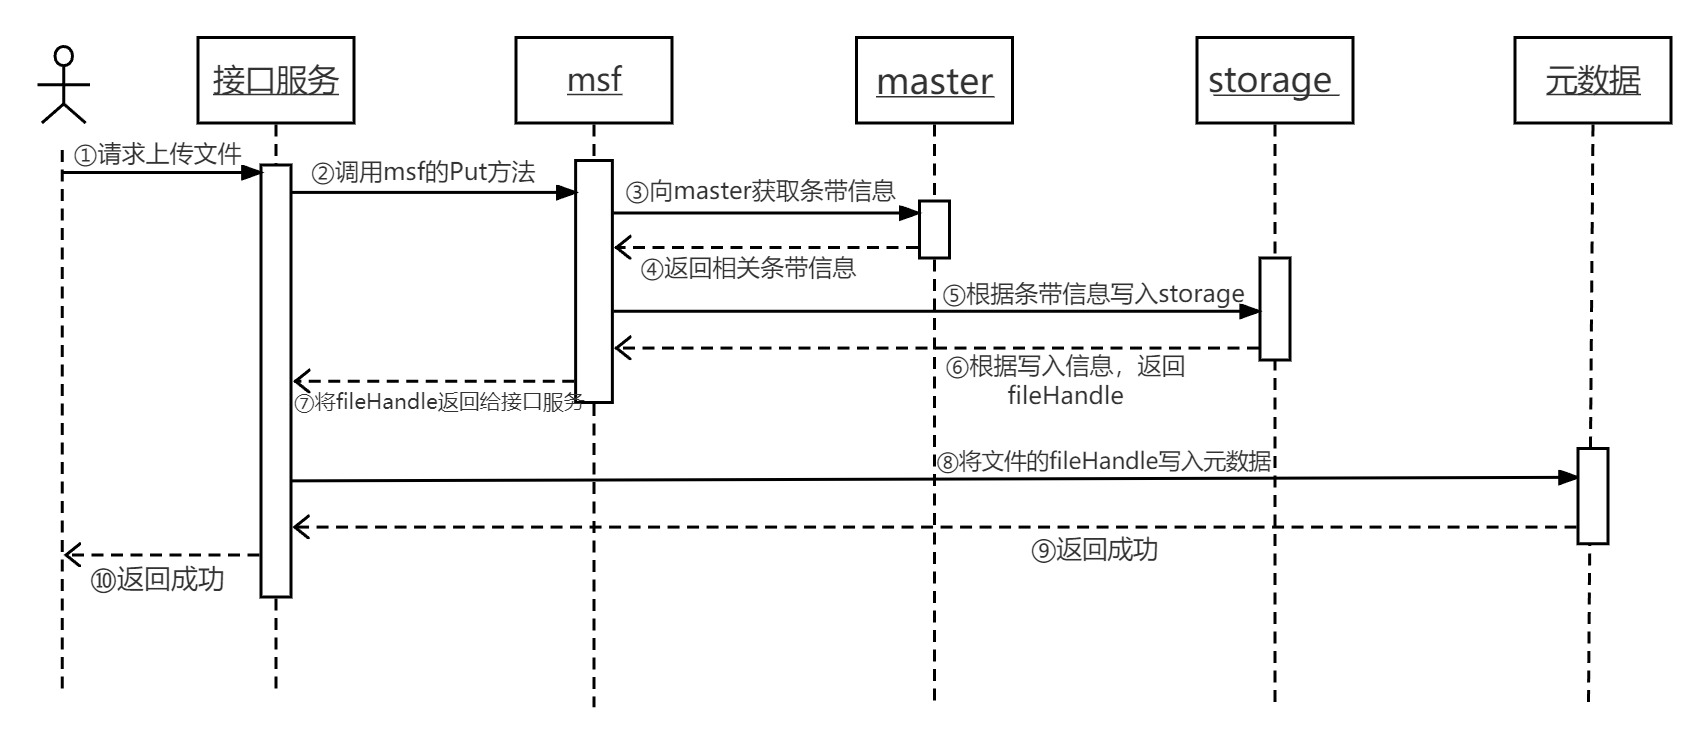 接口服务
msf
master
storage
元数据
①请求上传文件
②调用msf的Put方法
③向master获取条带信息
④返回相关条带信息
⑤根据条带信息写入storage
⑥根据写入信息，返回
fileHandle
⑦将fileHandle返回给接口服务
⑧将文件的fileHandle写入元数据
⑨返回成功
⑩返回成功